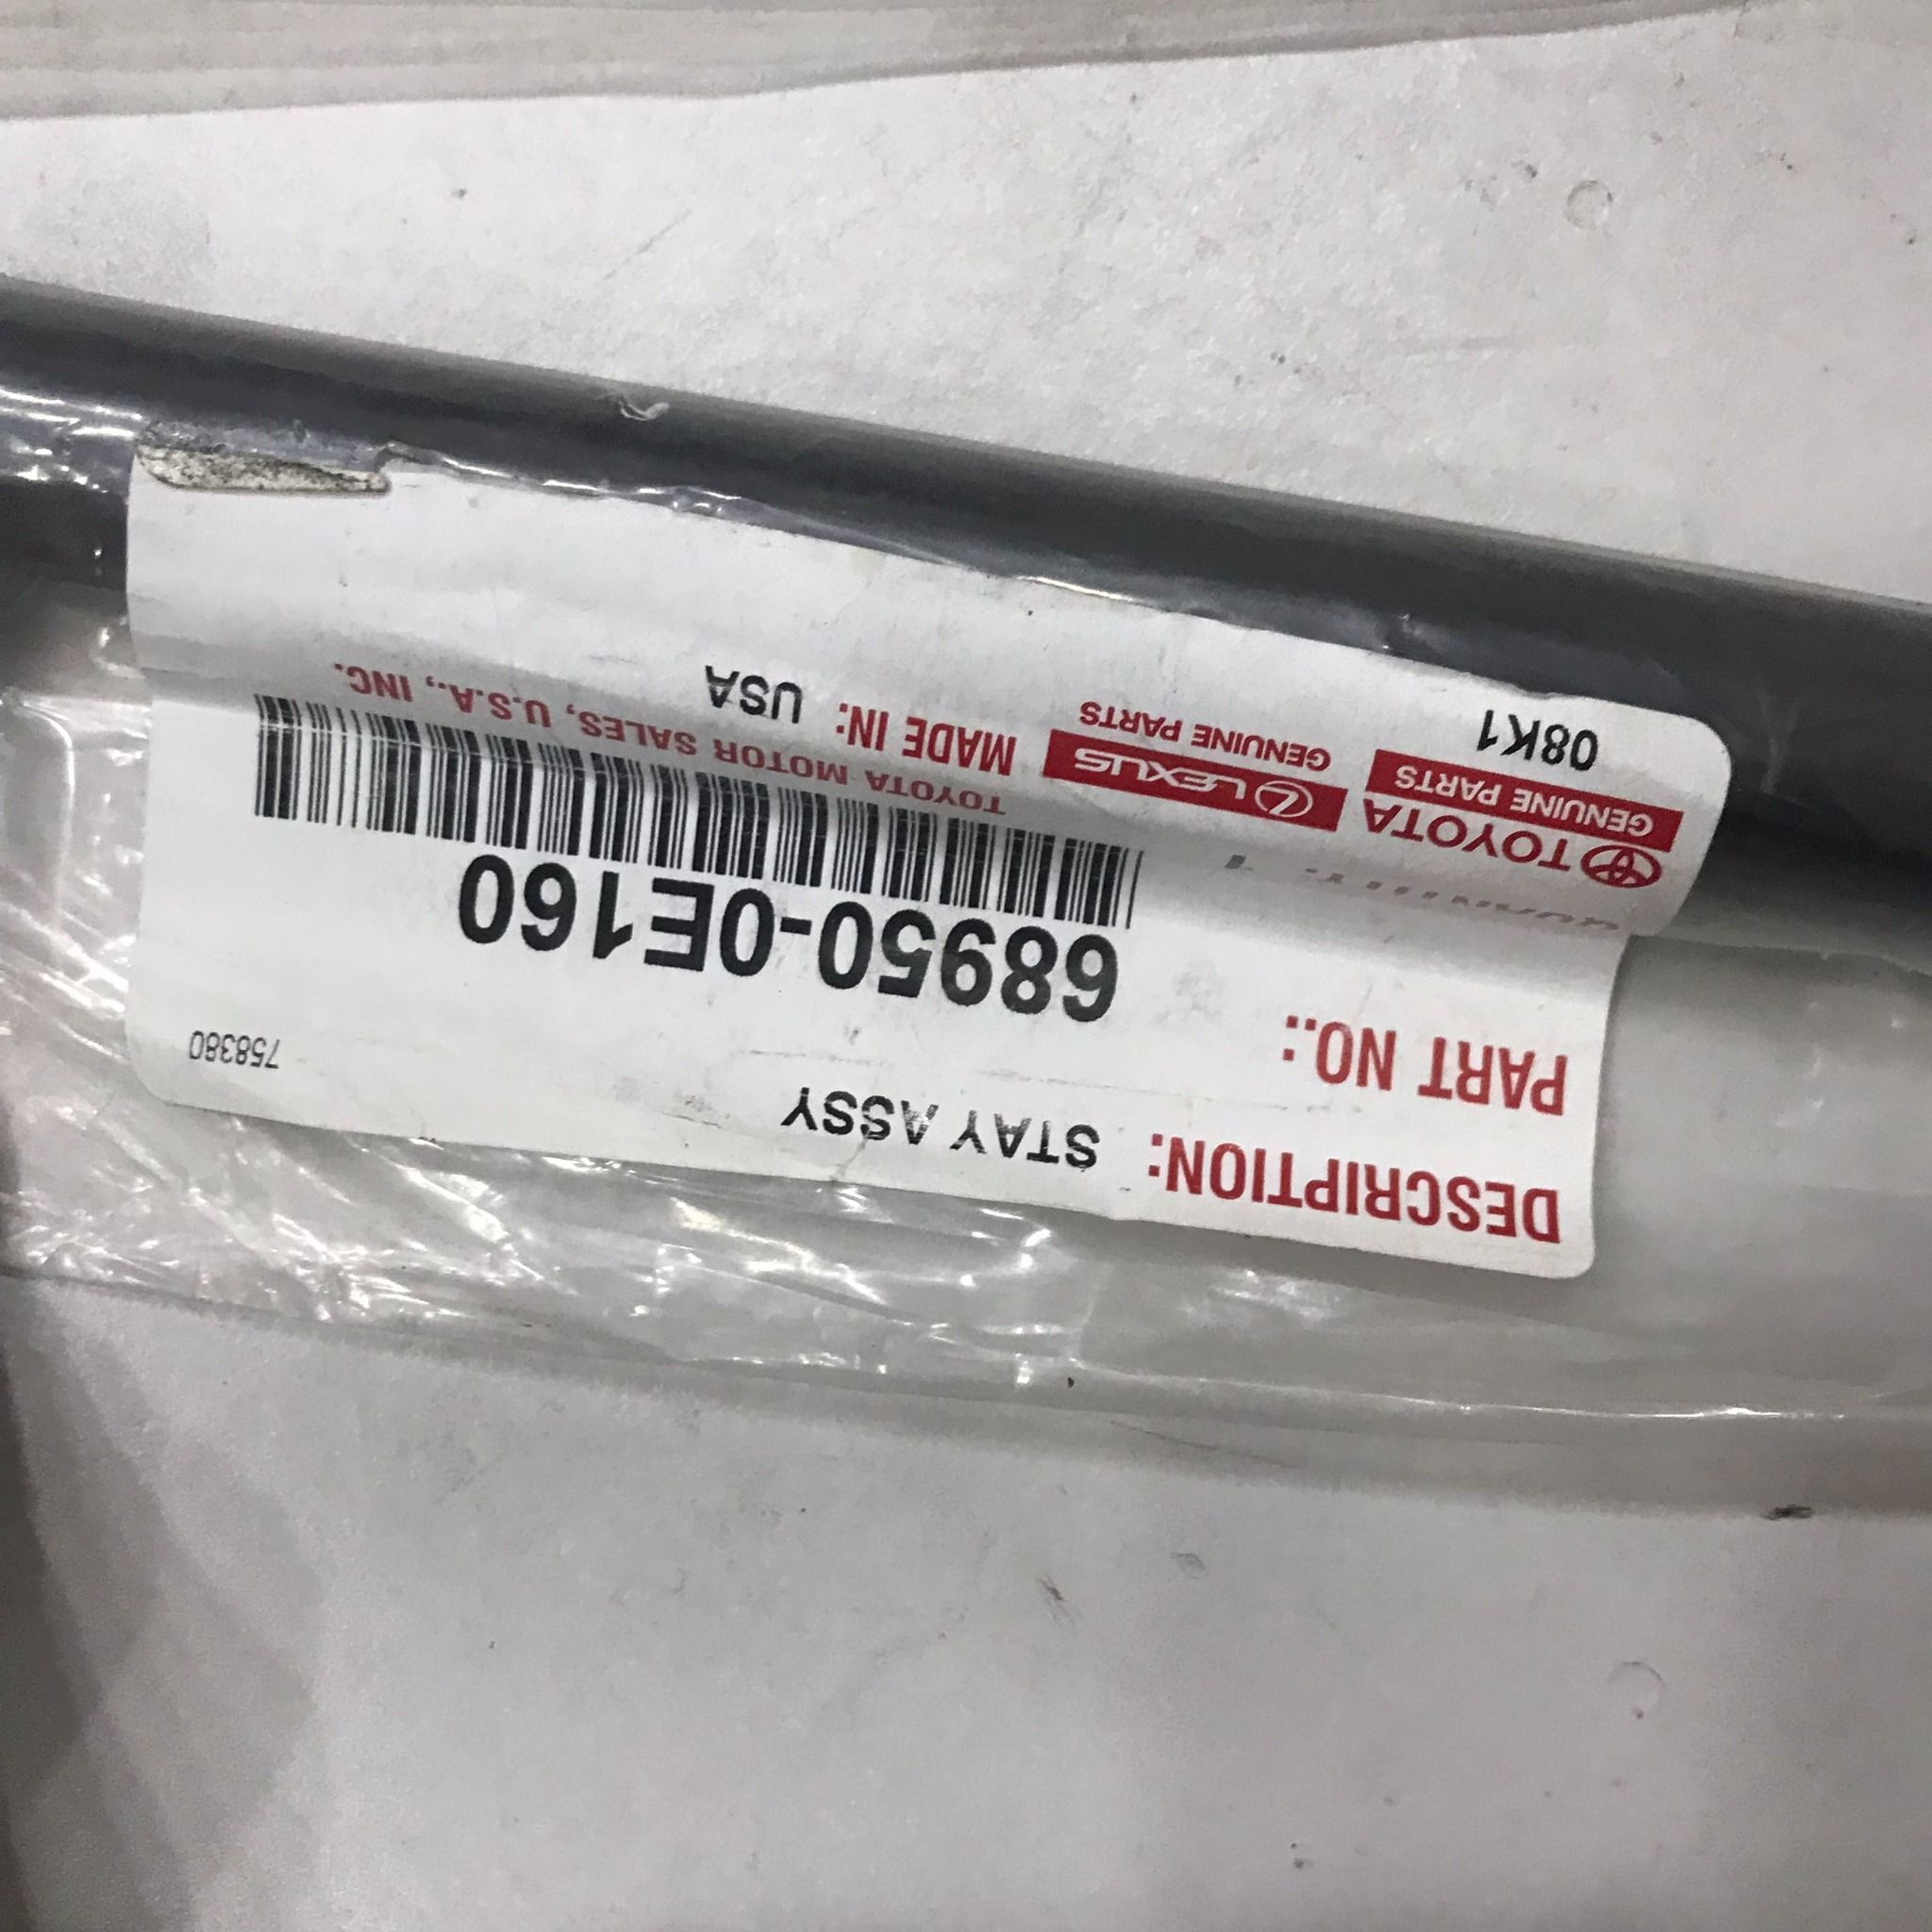 DESCRIPTION: STAY ASSY
758380
PART NO.: 68950-0E160
1
TOYOTA MOTOR SALES, U.S.A., INC.
TOYOTA
GENUINE PARTS
LEXUS
GENUINE PARTS
MADE IN: USA
08K1